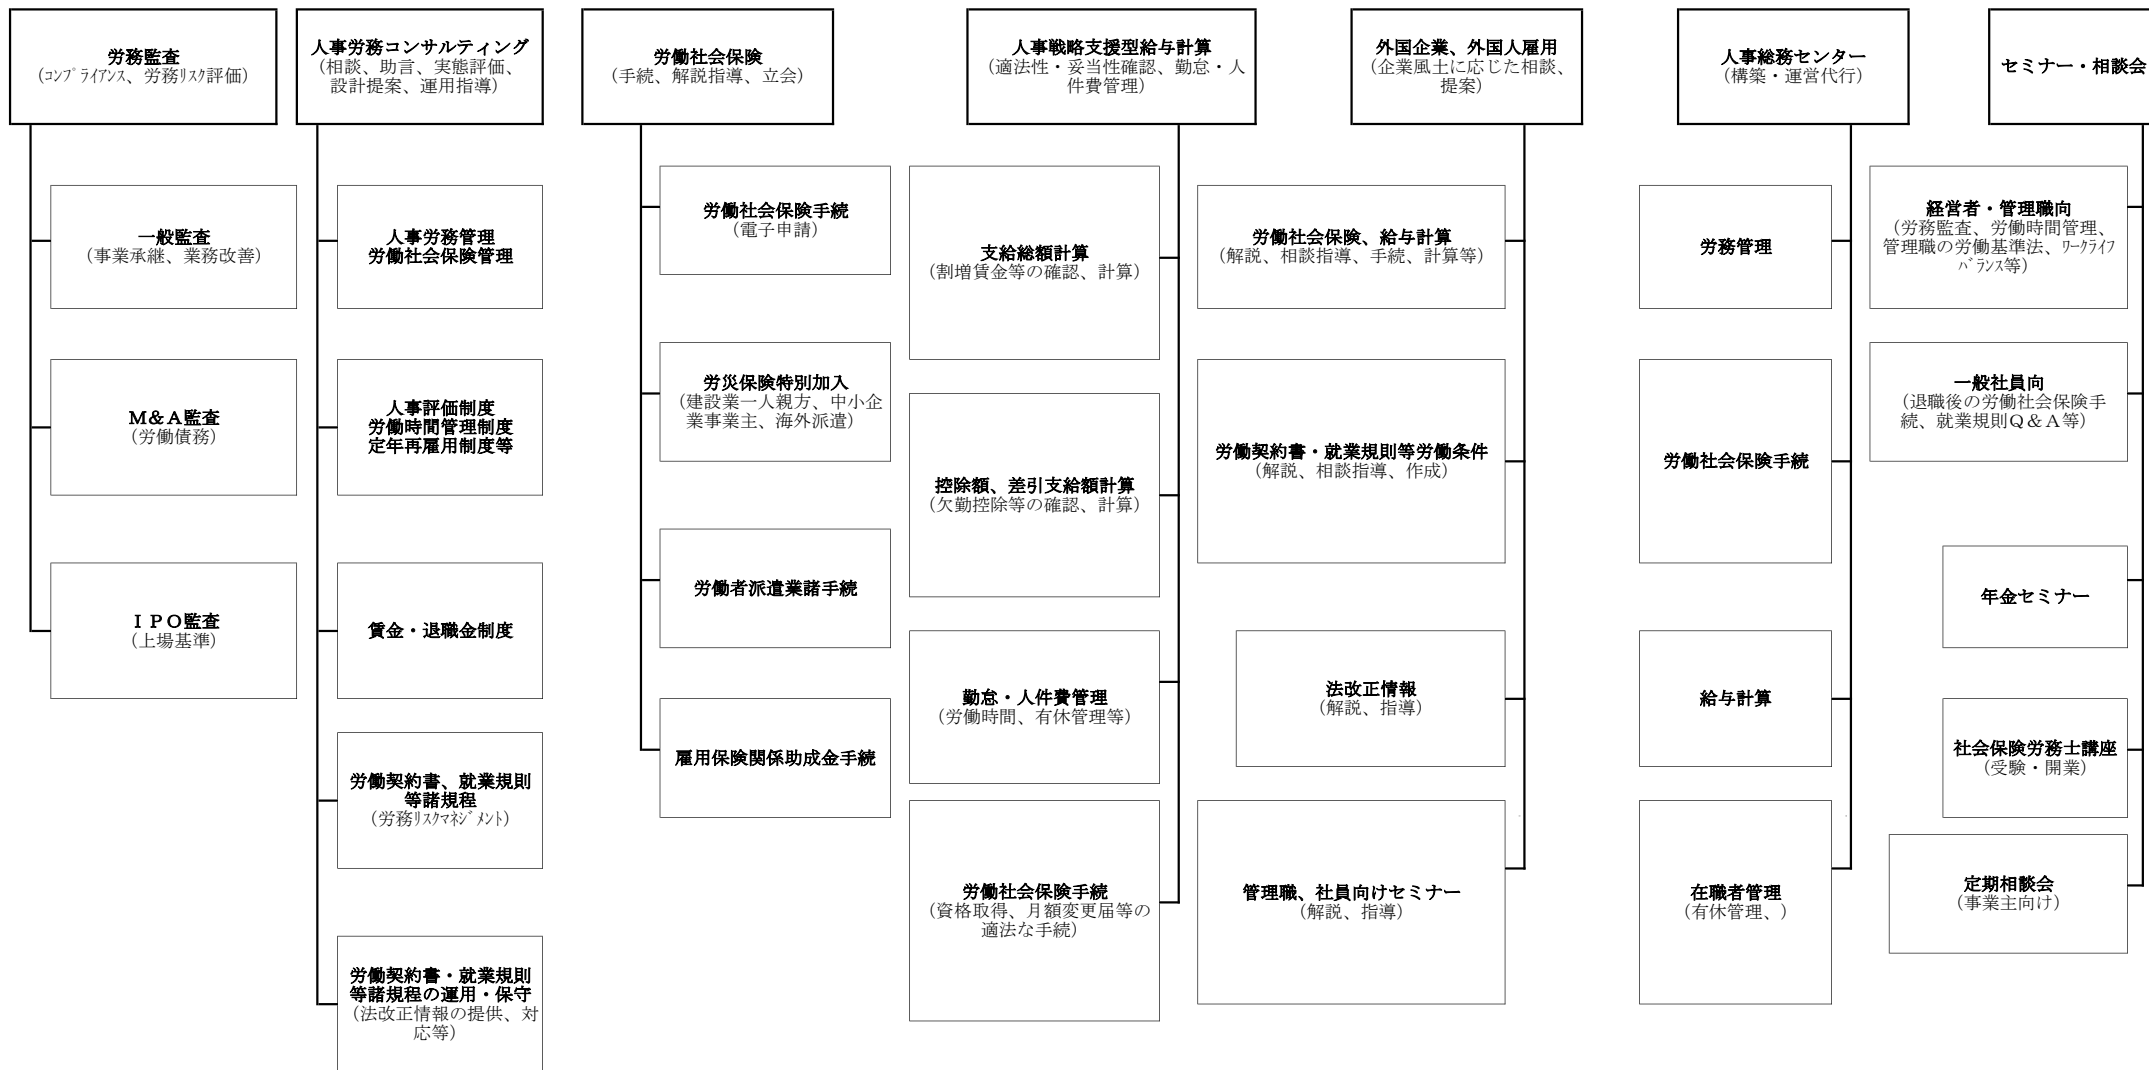 労務監査
(ｺﾝﾌﾟﾗｲｱﾝｽ、労務ﾘｽｸ評価)
一般監査
(事業承継、業務改善)
Ｍ＆Ａ監査
(労働債務)
ＩＰＯ監査
(上場基準)
人事労務コンサルティング
(相談、助言、実態評価、
設計提案、運用指導)
人事労務管理
労働社会保険管理
人事評価制度
労働時間管理制度
定年再雇用制度等
賃金・退職金制度
労働契約書、就業規則
等諸規程
(労務ﾘｽｸﾏﾈｼﾞﾒﾝﾄ)
労働契約書・就業規則
等諸規程の運用・保守
(法改正情報の提供、対
応等)
労働社会保険
(手続、解説指導、立会)
労働社会保険手続
(電子申請)
労災保険特別加入
(建設業一人親方、中小企
業事業主、海外派遣)
労働者派遣業諸手続
雇用保険関係助成金手続
人事戦略支援型給与計算
(適法性・妥当性確認、勤怠・人
件費管理)
支給総額計算
(割増賃金等の確認、計算)
控除額、差引支給額計算
(欠勤控除等の確認、計算)
勤怠・人件費管理
(労働時間、有休管理等)
労働社会保険手続
(資格取得、月額変更届等の
適法な手続)
外国企業、外国人雇用
(企業風土に応じた相談、
提案)
労働社会保険、給与計算
(解説、相談指導、手続、計算等)
労働契約書・就業規則等労働条件
(解説、相談指導、作成)
法改正情報
(解説、指導)
管理職、社員向けセミナー
(解説、指導)
人事総務センター
(構築・運営代行)
労務管理
労働社会保険手続
給与計算
在職者管理
(有休管理、)
セミナー・相談会
経営者・管理職向
(労務監査、労働時間管理、
管理職の労働基準法、ﾜｰｸﾗｲﾌ
ﾊﾞﾗﾝｽ等)
一般社員向
(退職後の労働社会保険手
続、就業規則Ｑ＆Ａ等)
年金セミナー
社会保険労務士講座
(受験・開業)
定期相談会
(事業主向け)